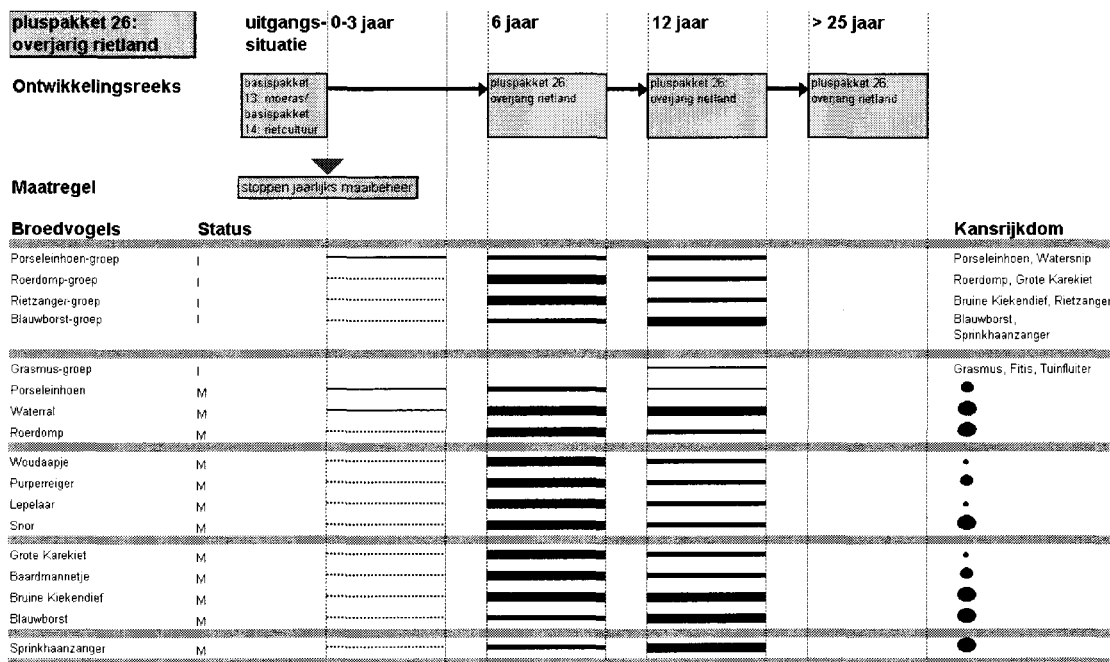 pluspakket 26:
overjarig rietland
uitgangs-
situatie
0-3 jaar
6 jaar
12 jaar
> 25 jaar
Ontwikkelingsreeks
basispakket
13: moeras/
basispakket
14: rietcultuur
pluspakket 26:
overjarig rietland
pluspakket 26:
overjarig rietland
pluspakket 26:
overjarig rietland
Maatregel
stoppen jaarlijks maaibeheer
Broedvogels Status Kansrijkdom
Porseleinhoen-groep I Porseleinhoen, Watersnip
Roerdomp-groep I Roerdomp, Grote Karekiet
Rietzanger-groep I Bruine Kiekendief, Rietzanger
Blauwborst-groep I Blauwborst,
Sprinkhaanzanger
Grasmus-groep I Grasmus, Fitis, Tuinfluiter
Porseleinhoen M
Waterral M
Roerdomp M
Woudaapje M
Purperreiger M
Lepelaar M
Snor M
Grote Karekiet M
Baardmannetje M
Bruine Kiekendief M
Blauwborst M
Sprinkhaanzanger M